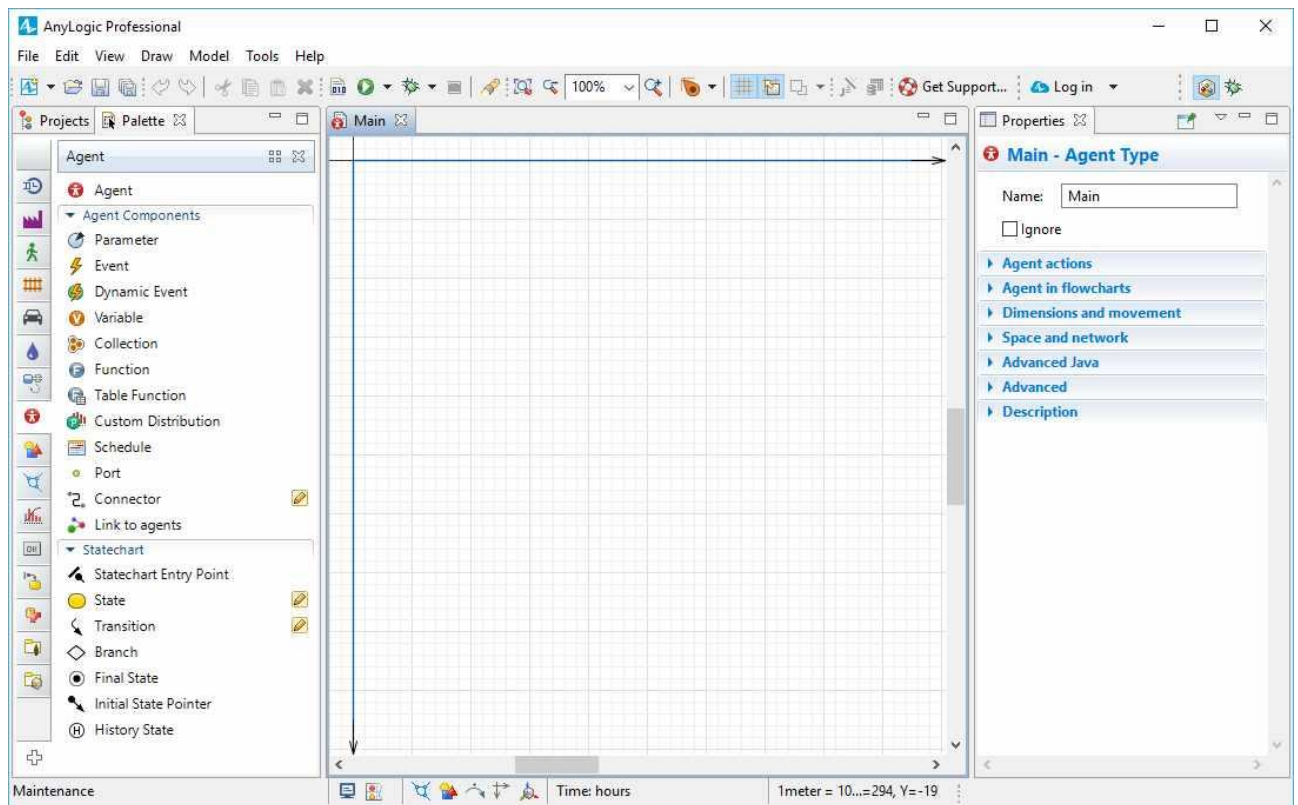 AnyLogic Professional
File Edit View Draw Model Tools Help
100% Get Support... Log in
Projects Palette Main Properties
Agent
Main - Agent Type
Agent
Name: Main
Agent Components
Ignore
Parameter
Event
Agent actions
Dynamic Event
Agent in flowcharts
Variable
Dimensions and movement
Collection
Space and network
Function
Advanced Java
Table Function
Advanced
Custom Distribution
Description
Schedule
Port
Connector
Link to agents
Statechart
Statechart Entry Point
State
Transition
Branch
Final State
Initial State Pointer
History State
Maintenance Time: hours 1meter = 10...=294, Y=-19